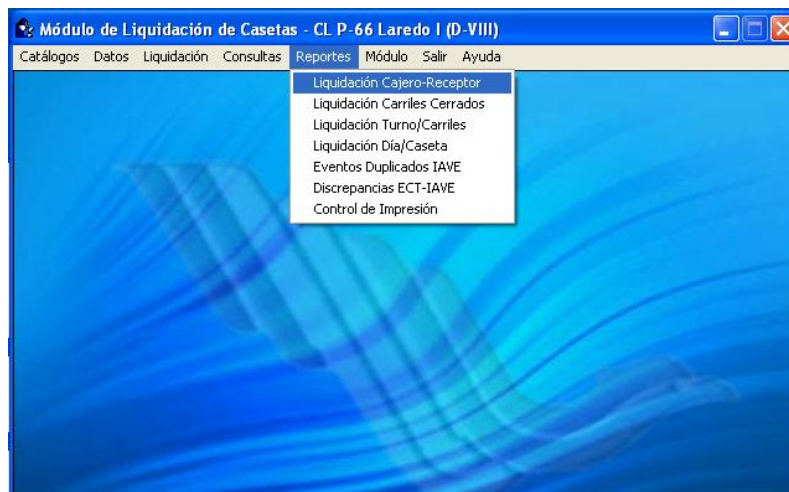 Módulo de Liquidación de Casetas - CL P-66 Laredo I (D-VIII)
Catálogos Datos Liquidación Consultas Reportes Módulo Salir Ayuda
Liquidación Cajero-Receptor
Liquidación Carriles Cerrados
Liquidación Turno/Carriles
Liquidación Día/Caseta
Eventos Duplicados IAVE
Discrepancias ECT-IAVE
Control de Impresión